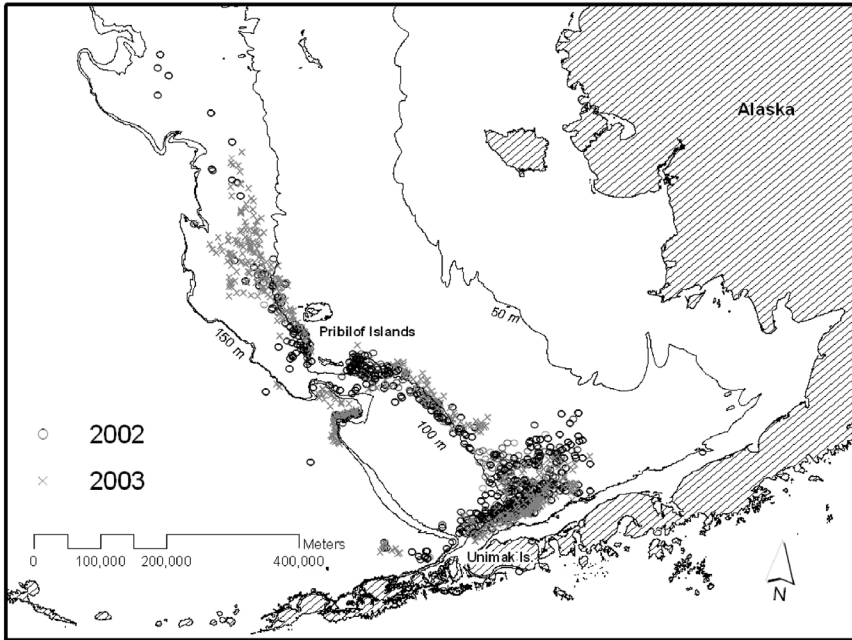 Alaska
50 m
Pribilof Islands
150 m
100 m
2002
2003
Meters
0 100,000 200,000 400,000
Unimak Is.
N